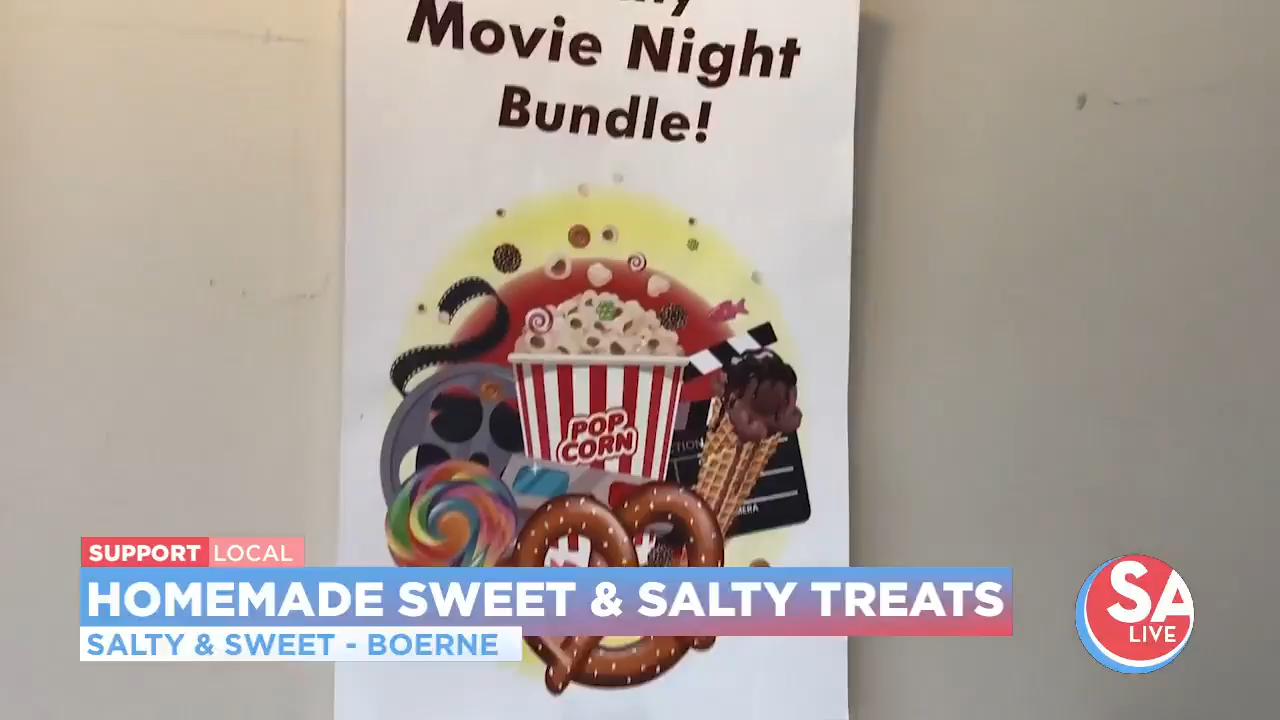 Movie Night
Bundle!
POP
CORN
SUPPORT LOCAL
HOMEMADE SWEET & SALTY TREATS
SALTY & SWEET - BOERNE
SA
LIVE